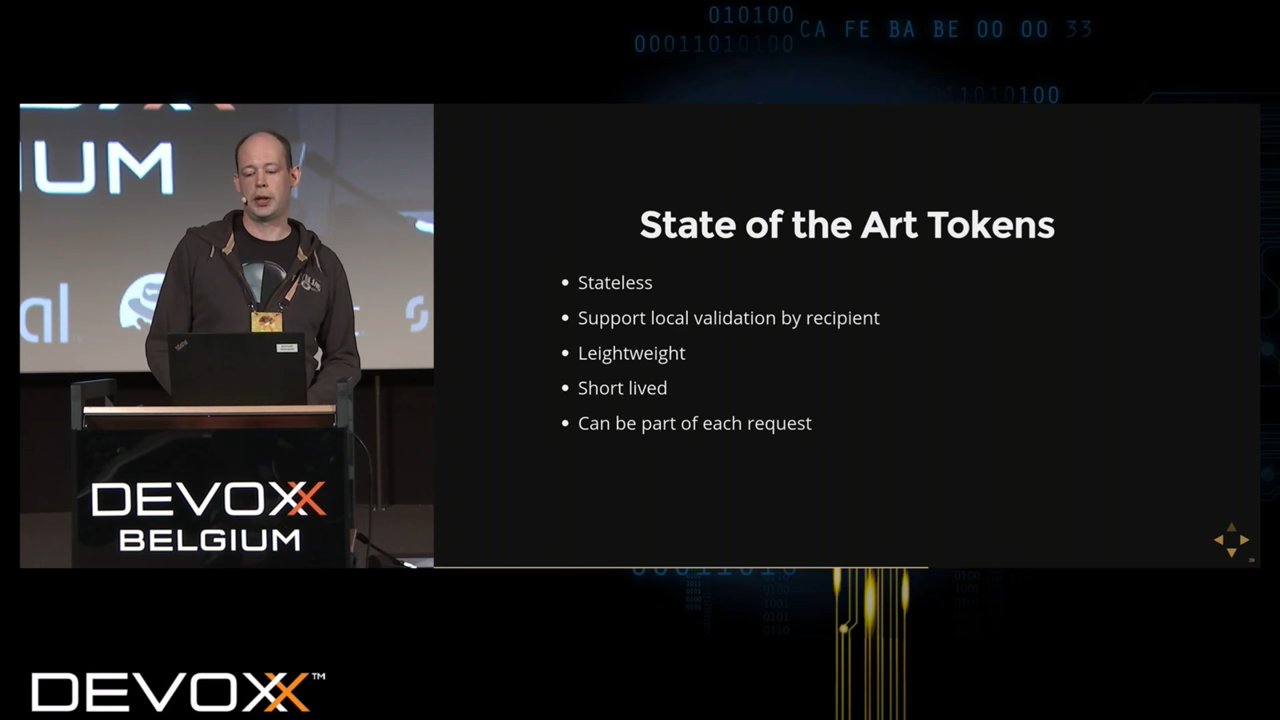 010100
00011010100
CA FE BA BE 00 00 33
11010100
IUM
al
State of the Art Tokens
• Stateless
• Support local validation by recipient
• Leightweight
• Short lived
• Can be part of each request
DEVOXX
BELGIUM
DEVOXX™